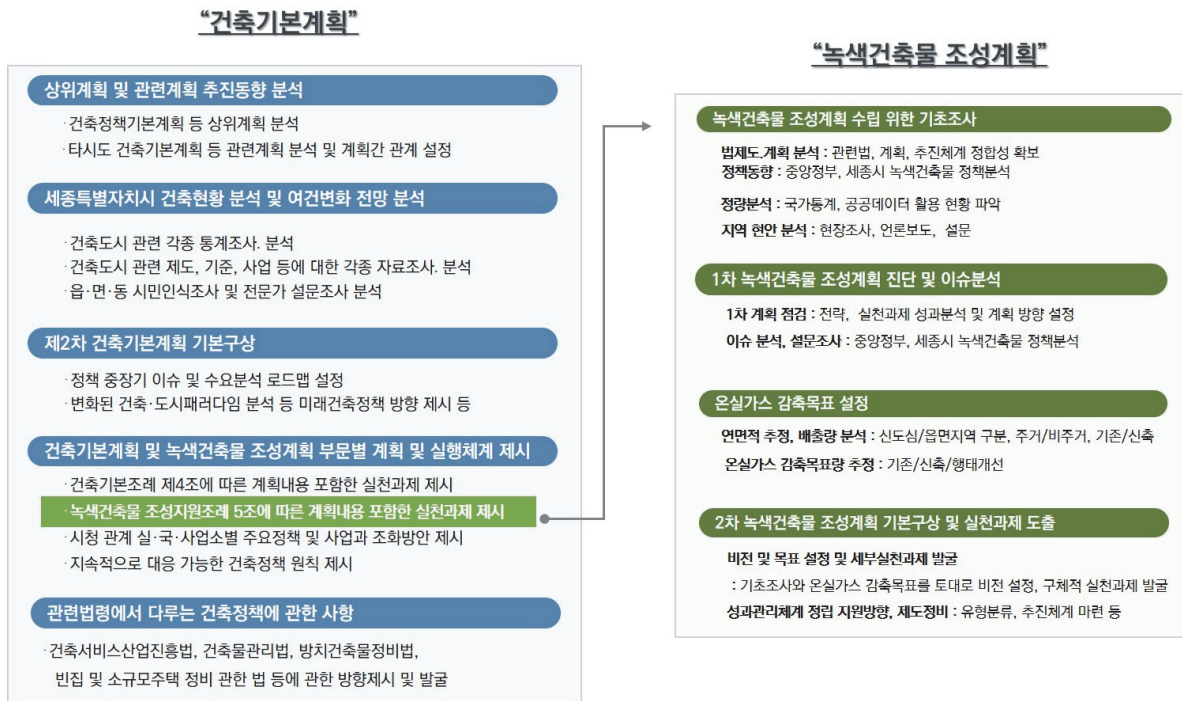 “건축기본계획”
상위계획 및 관련계획 추진동향 분석
·건축정책기본계획 등 상위계획 분석
·타시도 건축기본계획 등 관련계획 분석 및 계획간 관계 설정
세종특별자치시 건축현황 분석 및 여건변화 전망 분석
·건축도시 관련 각종 통계조사. 분석
·건축도시 관련 제도, 기준, 사업 등에 대한 각종 자료조사. 분석
·읍·면·동 시민인식조사 및 전문가 설문조사 분석
제2차 건축기본계획 기본구상
·정책 중장기 이슈 및 수요분석 로드맵 설정
·변화된 건축·도시패러다임 분석 등 미래건축정책 방향 제시 등
건축기본계획 및 녹색건축물 조성계획 부문별 계획 및 실행체계 제시
·건축기본조례 제4조에 따른 계획내용 포함한 실천과제 제시
·녹색건축물 조성지원조례 5조에 따른 계획내용 포함한 실천과제 제시
·시청 관계 실·국·사업소별 주요정책 및 사업과 조화방안 제시
·지속적으로 대응 가능한 건축정책 원칙 제시
관련법령에서 다루는 건축정책에 관한 사항
·건축서비스산업진흥법, 건축물관리법, 방치건축물정비법,
빈집 및 소규모주택 정비 관한 법 등에 관한 방향제시 및 발굴
“녹색건축물 조성계획”
녹색건축물 조성계획 수립 위한 기초조사
법제도.계획 분석 : 관련법, 계획, 추진체계 정합성 확보
정책동향 : 중앙정부, 세종시 녹색건축물 정책분석
정량분석 : 국가통계, 공공데이터 활용 현황 파악
지역 현안 분석 : 현장조사, 언론보도, 설문
1차 녹색건축물 조성계획 진단 및 이슈분석
1차 계획 점검 : 전략, 실천과제 성과분석 및 계획 방향 설정
이슈 분석, 설문조사 : 중앙정부, 세종시 녹색건축물 정책분석
온실가스 감축목표 설정
연면적 추정, 배출량 분석 : 신도심/읍면지역 구분, 주거/비주거, 기존/신축
온실가스 감축목표량 추정 : 기존/신축/행태개선
2차 녹색건축물 조성계획 기본구상 및 실천과제 도출
비전 및 목표 설정 및 세부실천과제 발굴
: 기초조사와 온실가스 감축목표를 토대로 비전 설정, 구체적 실천과제 발굴
성과관리체계 정립 지원방향, 제도정비 : 유형분류, 추진체계 마련 등